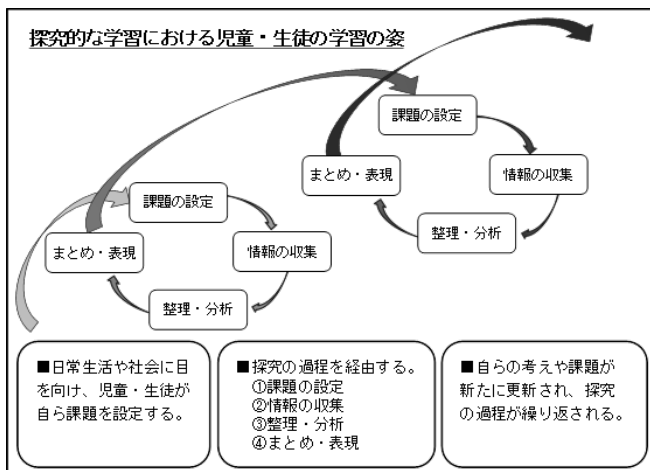 探究的な学習における児童・生徒の学習の姿
課題の設定
まとめ・表現
情報の収集
整理・分析
課題の設定
まとめ・表現
情報の収集
整理・分析
■日常生活や社会に目
を向け、児童・生徒が
自ら課題を設定する。
■探究の過程を経由する。
①課題の設定
②情報の収集
③整理・分析
④まとめ・表現
■自らの考えや課題が
新たに更新され、探究
の過程が繰り返される。